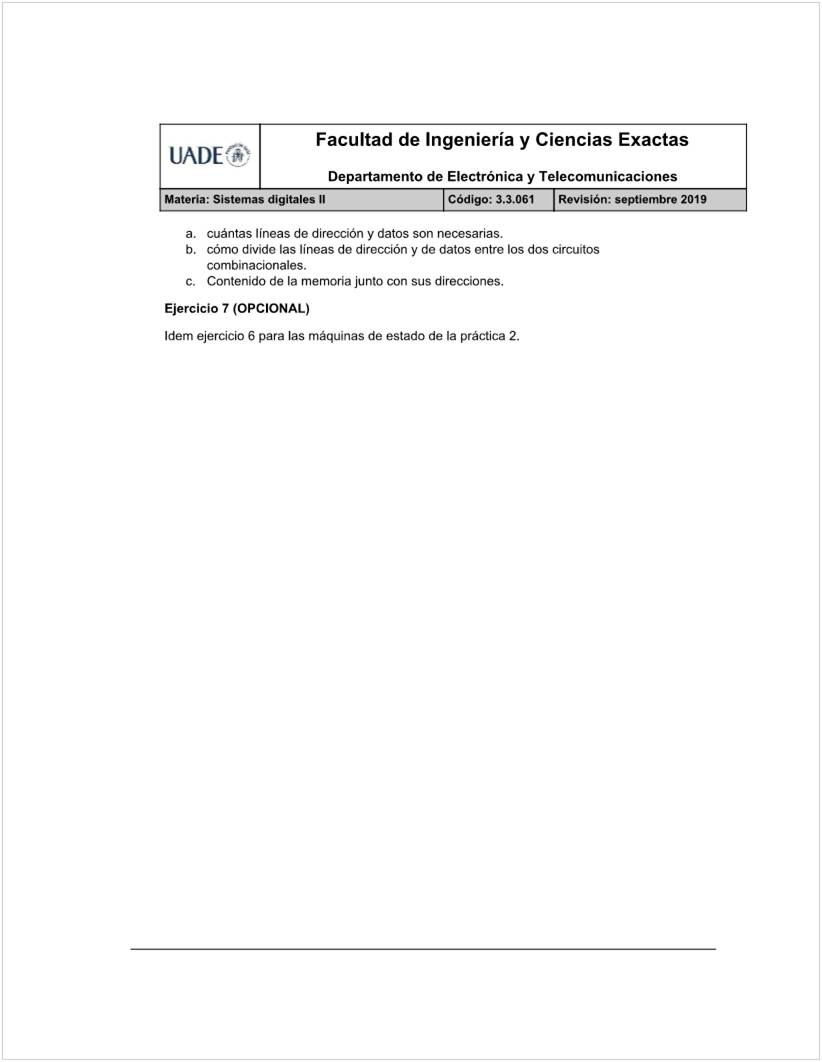 UADE
Facultad de Ingeniería y Ciencias Exactas
Departamento de Electrónica y Telecomunicaciones
Materia: Sistemas digitales II Código: 3.3.061 Revisión: septiembre 2019
a. cuántas líneas de dirección y datos son necesarias.
b. cómo divide las líneas de dirección y de datos entre los dos circuitos
combinacionales.
c. Contenido de la memoria junto con sus direcciones.
Ejercicio 7 (OPCIONAL)
Idem ejercicio 6 para las máquinas de estado de la práctica 2.